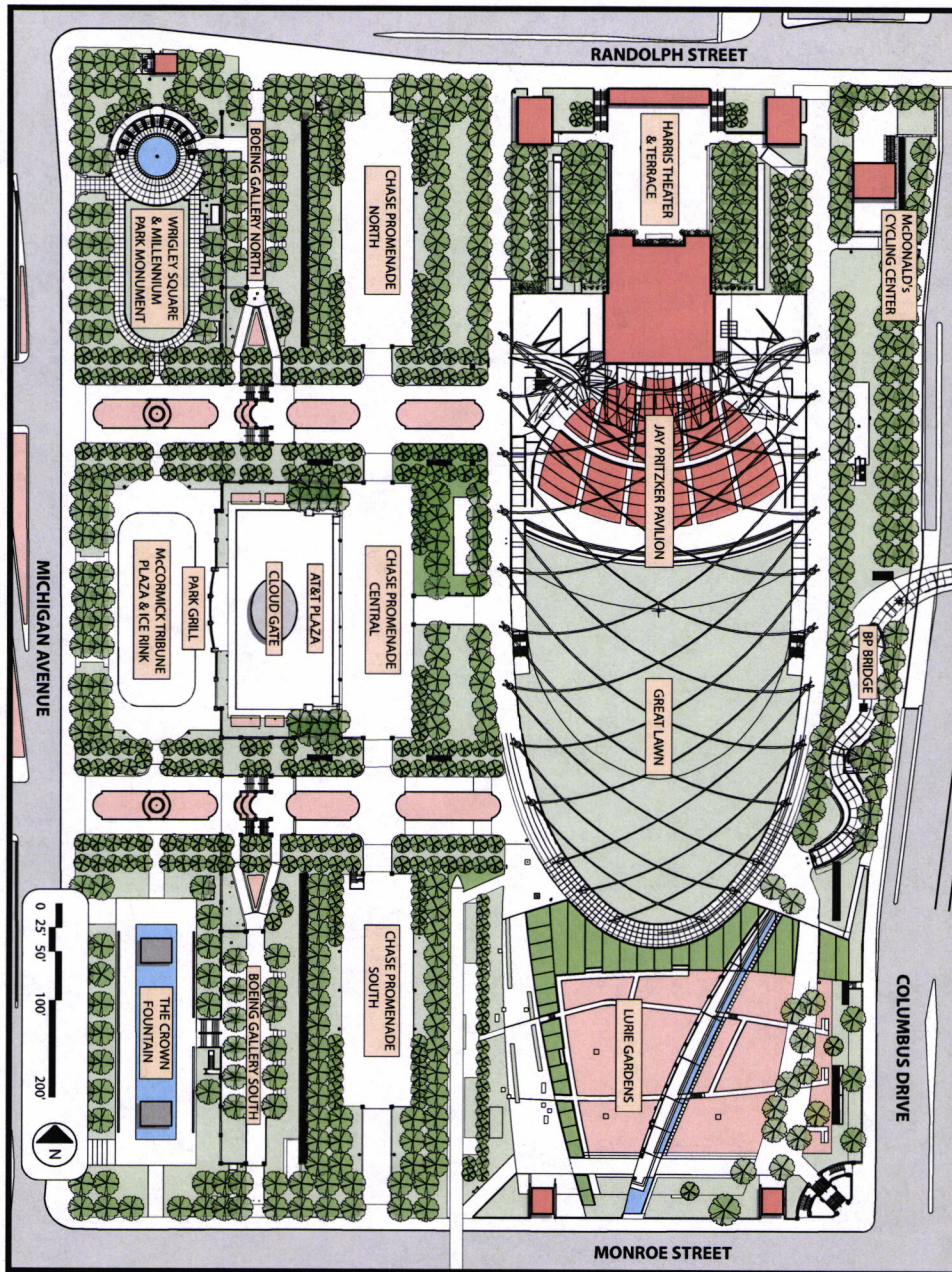 RANDOLPH STREET
HARRIS THEATER
& TERRACE
McDONALD's
CYCLING CENTER
BOEING GALLERY NORTH
CHASE PROMENADE
NORTH
WRIGLEY SQUARE
& MILLENNIUM
PARK MONUMENT
JAY PRITZKER PAVILION
CHASE PROMENADE
CENTRAL
AT&T PLAZA
CLOUD GATE
PARK GRILL
McCORMICK TRIBUNE
PLAZA & ICE RINK
MICHIGAN AVENUE
BP BRIDGE
GREAT LAWN
COLUMBUS DRIVE
CHASE PROMENADE
SOUTH
LURIE GARDENS
BOEING GALLERY SOUTH
THE CROWN
FOUNTAIN
0 25' 50' 100' 200'
N
MONROE STREET